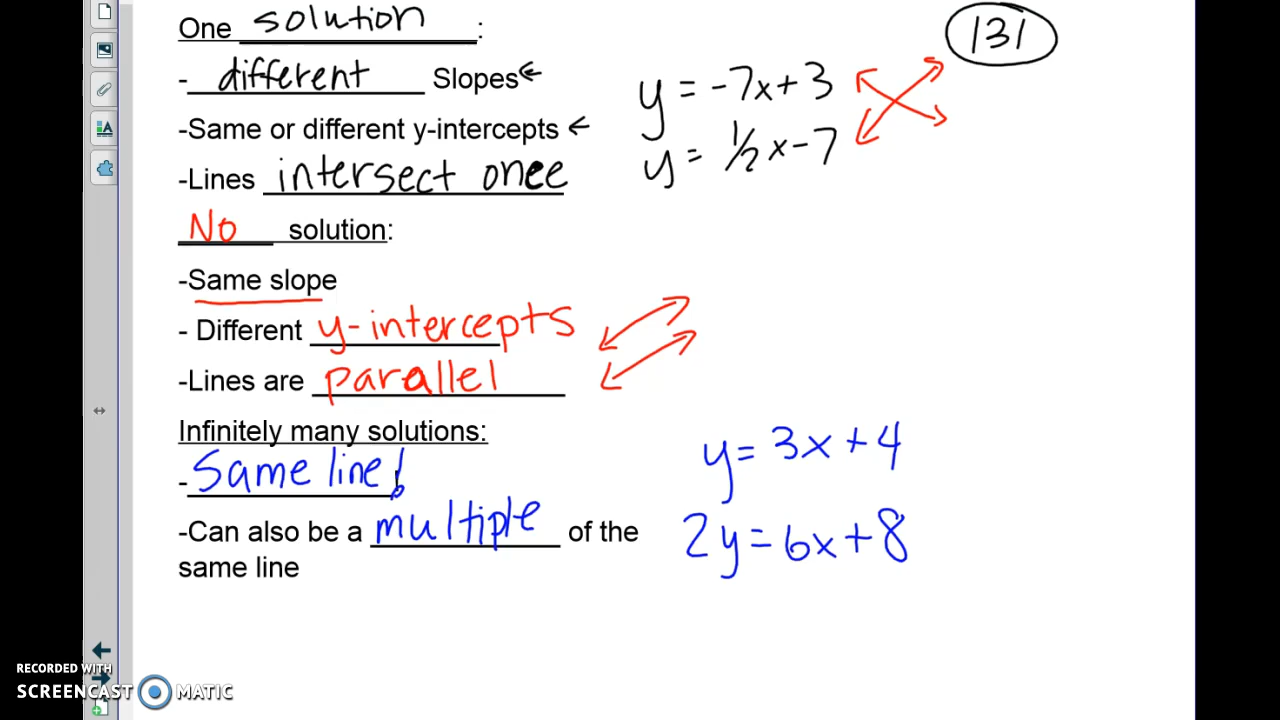 One solution:
131
- different Slopes←
y = -7x+3
-Same or different y-intercepts ←
y = ½x-7
-Lines intersect once
No solution:
-Same slope
- Different y-intercepts
-Lines are parallel
Infinitely many solutions:
y=3x+4
-Same line!
-Can also be a multiple of the
same line
2y=6x+8
RECORDED WITH
SCREENCAST MATIC